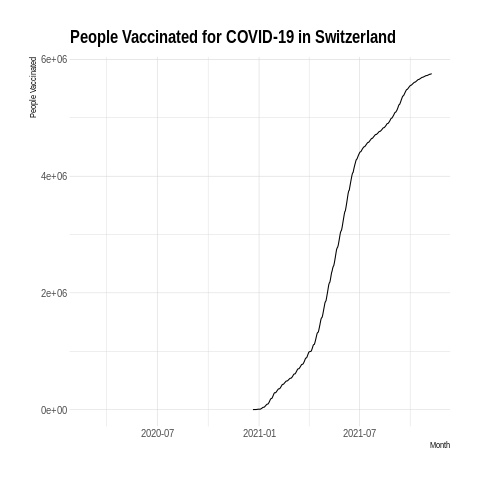 People Vaccinated for COVID-19 in Switzerland
People Vaccinated
6e+06
4e+06
2e+06
0e+00
2020-07 2021-01 2021-07
Month